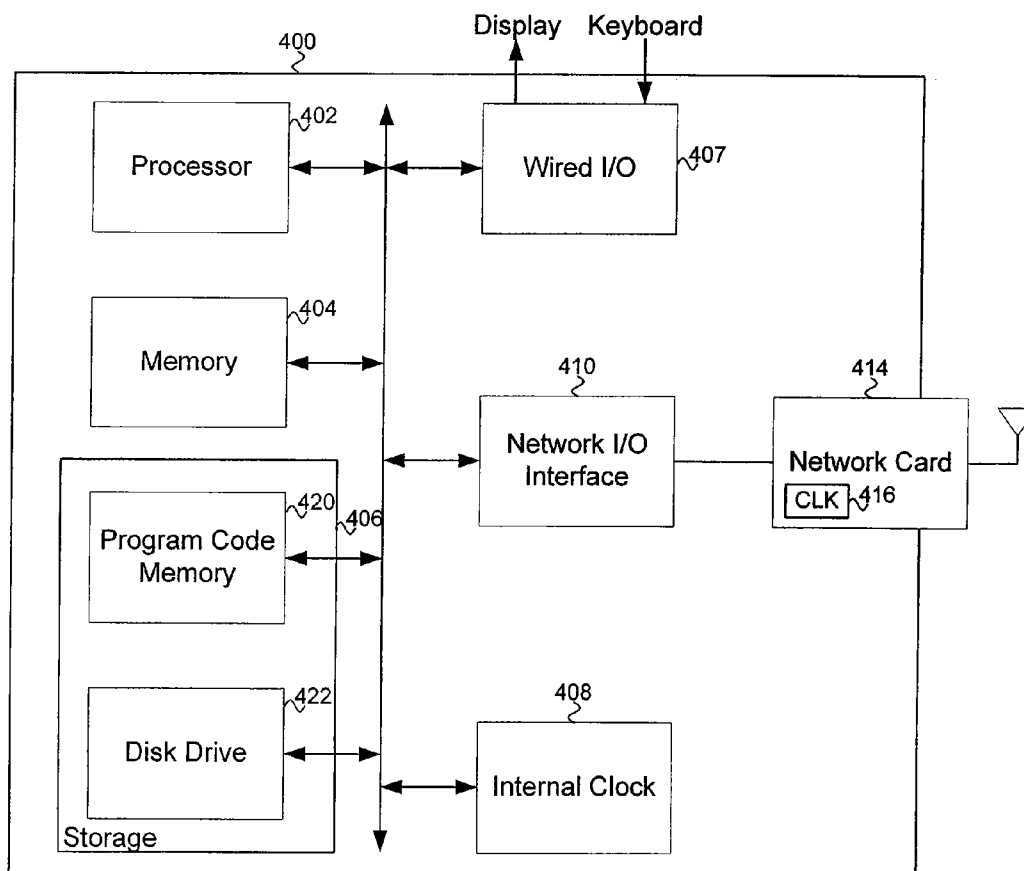 Display Keyboard
400
402
Processor
Wired I/O
407
404
Memory
410
Network I/O
Interface
414
Network Card
CLK
416
420
406
Program Code
Memory
422
Disk Drive
408
Internal Clock
Storage